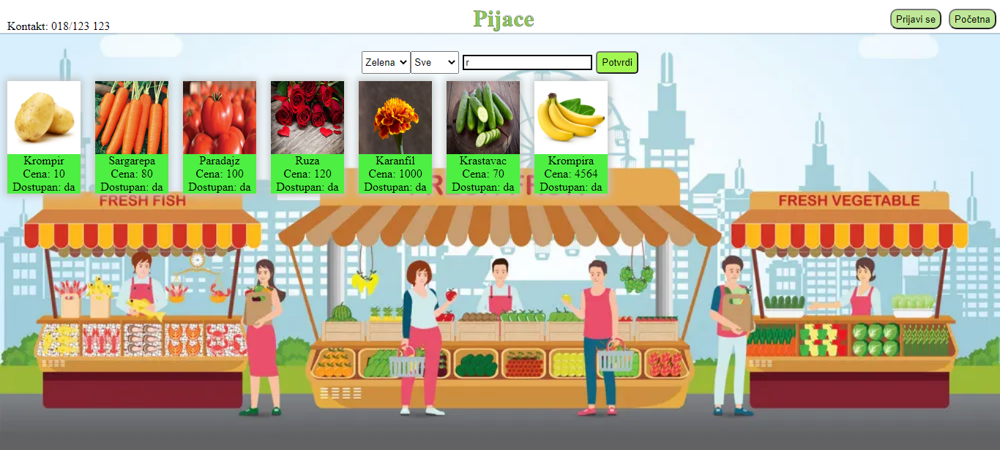 Pijace
Kontakt: 018/123 123
Prijavi se
Početna
Zelena
Sve
r
Potvrdi
Krompir
Cena: 10
Dostupan: da
Sargarepa
Cena: 80
Dostupan: da
Paradajz
Cena: 100
Dostupan: da
Ruza
Cena: 120
Dostupan: da
Karanfil
Cena: 1000
Dostupan: da
Krastavac
Cena: 70
Dostupan: da
Krompira
Cena: 4564
Dostupan: da
FRESH FISH
FRESH VEGETABLE